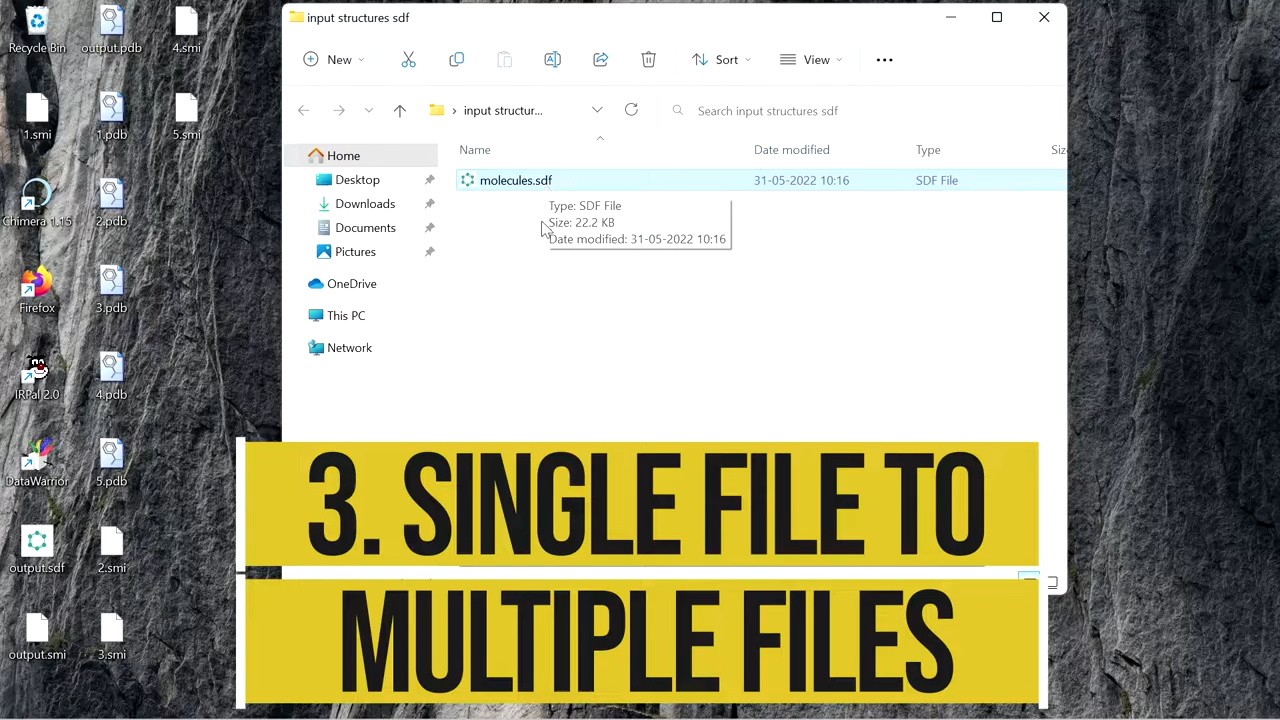 Recycle Bin
output.pdb
4.smi
1.smi
1.pdb
5.smi
Chimera 1.15
2.pdb
Firefox
3.pdb
IRPal 2.0
4.pdb
DataWarrior
5.pdb
output.sdf
2.smi
output.smi
3.smi
input structures sdf
New
Sort
View
input structur...
Search input structures sdf
Home
Desktop
Downloads
Documents
Pictures
OneDrive
This PC
Network
Name Date modified Type Siz
molecules.sdf 31-05-2022 10:16 SDF File
Type: SDF File
Size: 22.2 KB
Date modified: 31-05-2022 10:16
3. SINGLE FILE TO
MULTIPLE FILES